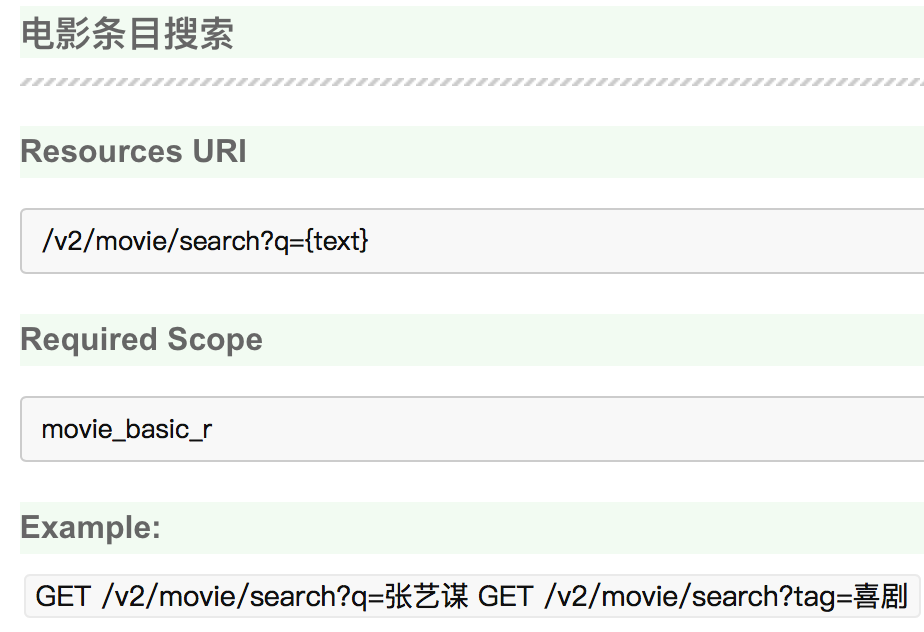 电影条目搜索
Resources URI
/v2/movie/search?q={text}
Required Scope
movie_basic_r
Example:
GET /v2/movie/search?q=张艺谋 GET /v2/movie/search?tag=喜剧